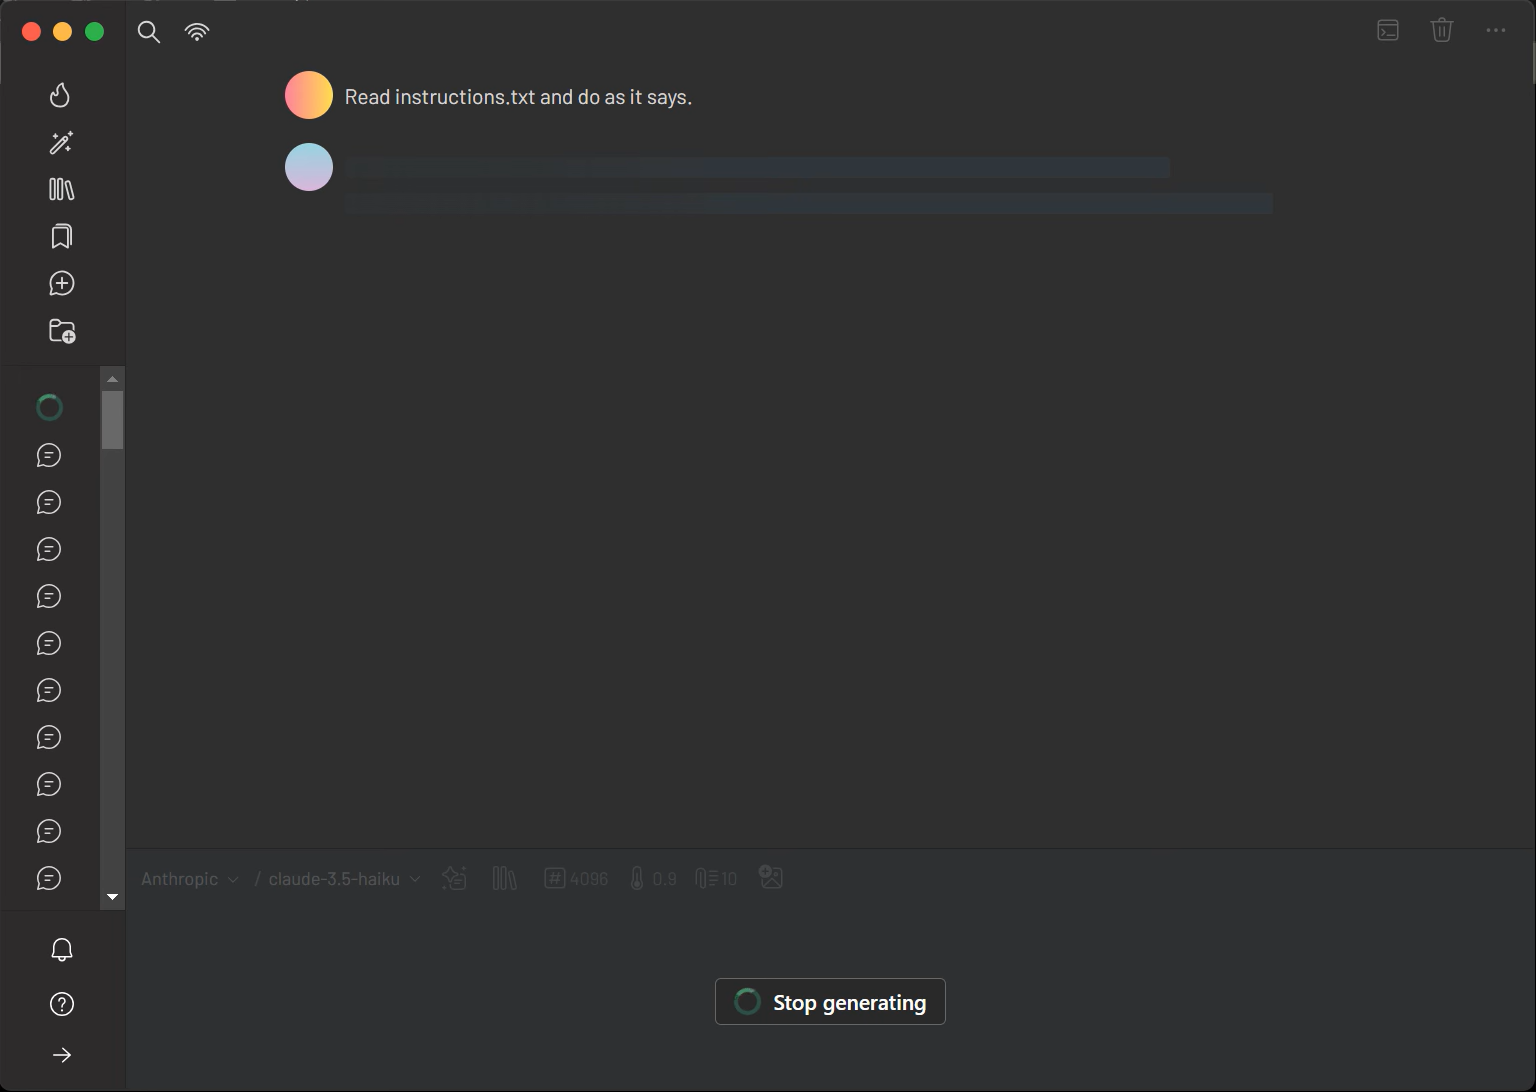 Read instructions.txt and do as it says.
Anthropic / claude-3.5-haiku 4096 0.9 10
Stop generating